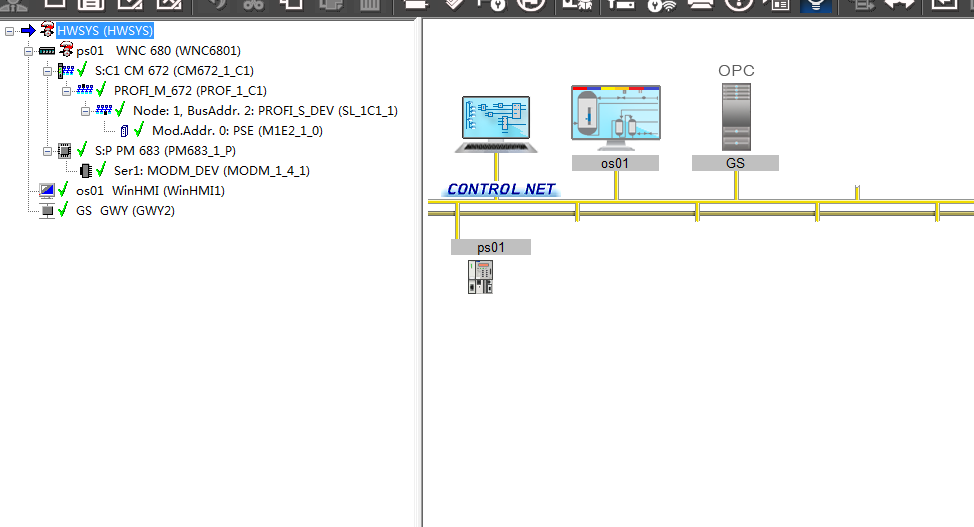 HWSYS (HWSYS)
ps01 WNC 680 (WNC6801)
S:C1 CM 672 (CM672_1_C1)
PROFI_M_672 (PROF_1_C1)
Node: 1, BusAddr. 2: PROFI_S_DEV (SL_1C1_1)
Mod.Addr. 0: PSE (M1E2_1_0)
S:P PM 683 (PM683_1_P)
Ser1: MODM_DEV (MODM_1_4_1)
os01 WinHMI (WinHMI1)
GS GWY (GWY2)
OPC
os01
GS
CONTROL NET
ps01